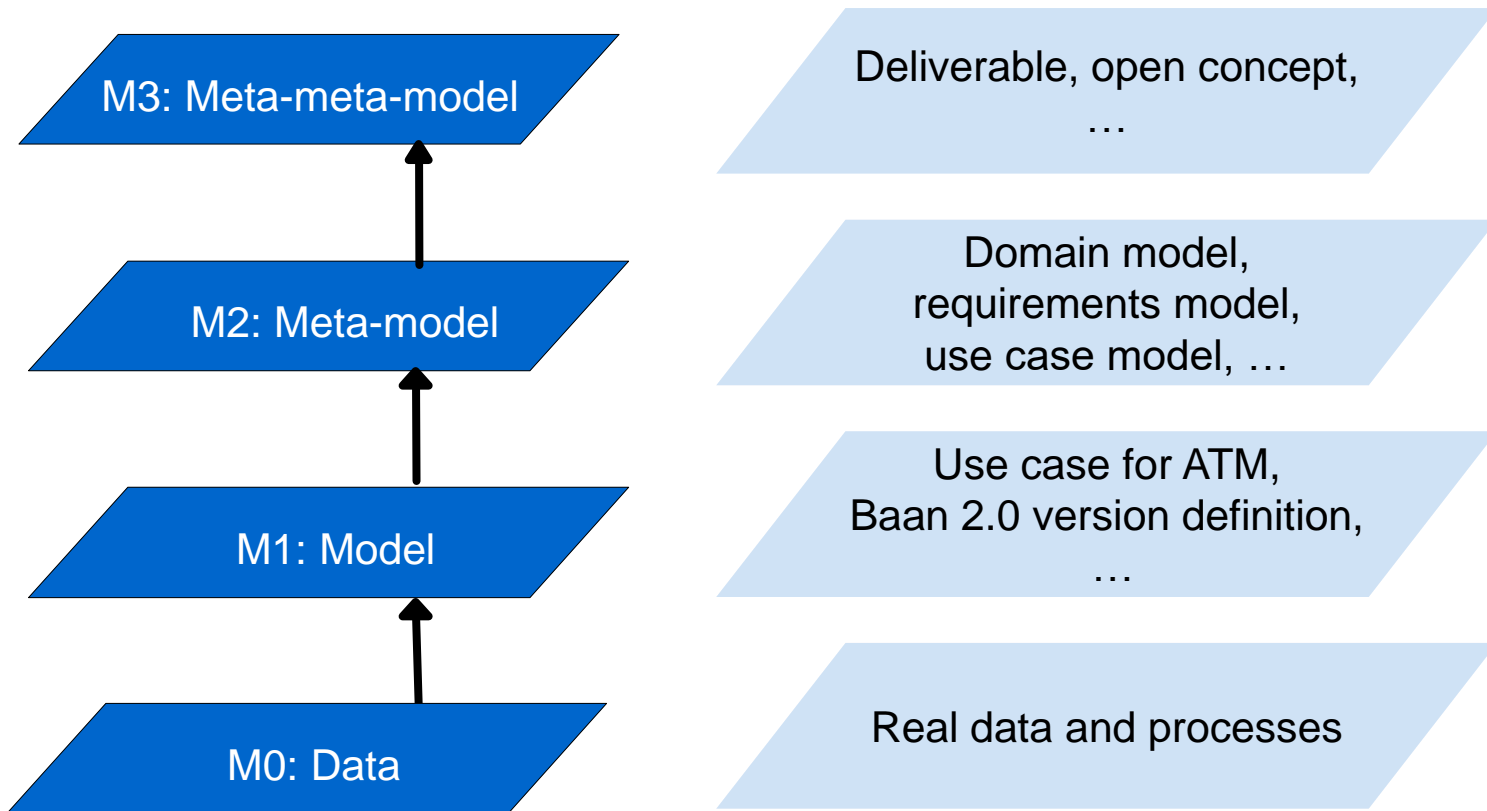 M3: Meta-meta-model
Deliverable, open concept,
…
M2: Meta-model
Domain model,
requirements model,
use case model, …
M1: Model
Use case for ATM,
Baan 2.0 version definition,
…
M0: Data
Real data and processes